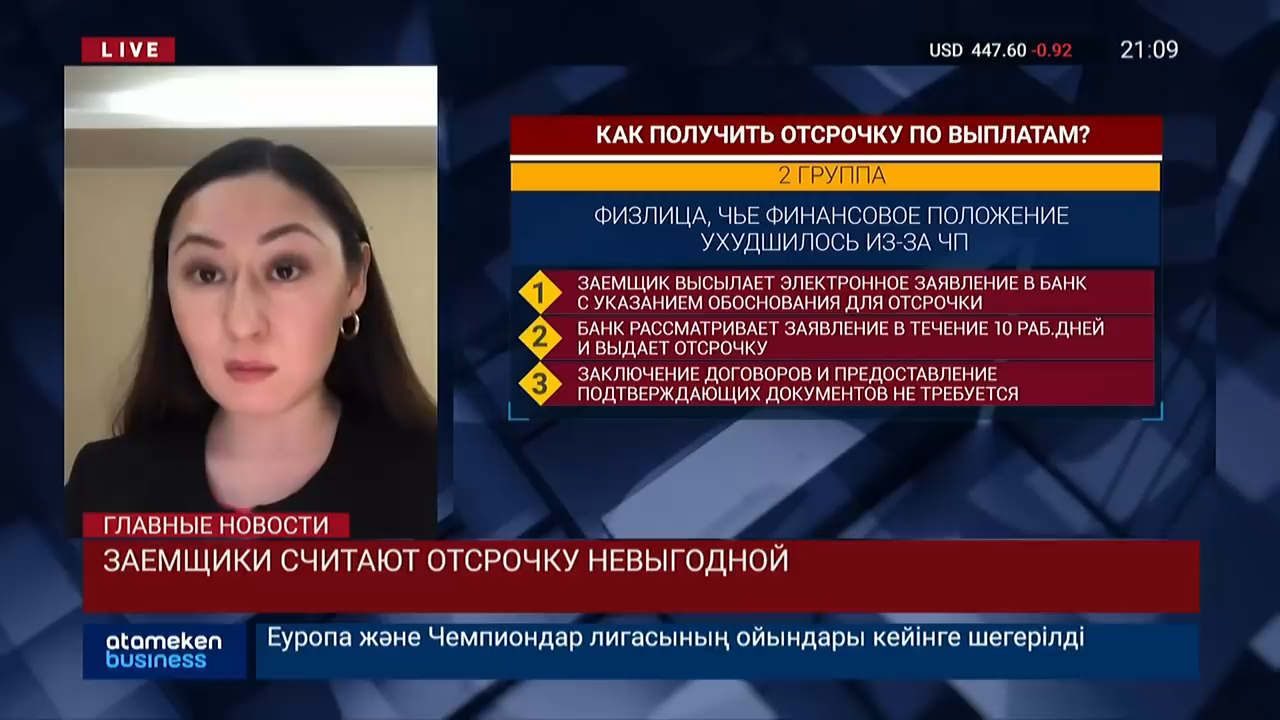 LIVE
USD 447.60 -0.92
21:09
КАК ПОЛУЧИТЬ ОТСРОЧКУ ПО ВЫПЛАТАМ?
2 ГРУППА
ФИЗЛИЦА, ЧЬЕ ФИНАНСОВОЕ ПОЛОЖЕНИЕ
УХУДШИЛОСЬ ИЗ-ЗА ЧП
1 ЗАЕМЩИК ВЫСЫЛАЕТ ЭЛЕКТРОННОЕ ЗАЯВЛЕНИЕ В БАНК
С УКАЗАНИЕМ ОБОСНОВАНИЯ ДЛЯ ОТСРОЧКИ
2 БАНК РАССМАТРИВАЕТ ЗАЯВЛЕНИЕ В ТЕЧЕНИЕ 10 РАБ.ДНЕЙ
И ВЫДАЕТ ОТСРОЧКУ
3 ЗАКЛЮЧЕНИЕ ДОГОВОРОВ И ПРЕДОСТАВЛЕНИЕ
ПОДТВЕРЖДАЮЩИХ ДОКУМЕНТОВ НЕ ТРЕБУЕТСЯ
ГЛАВНЫЕ НОВОСТИ
ЗАЕМЩИКИ СЧИТАЮТ ОТСРОЧКУ НЕВЫГОДНОЙ
atameken
business
Еуропа және Чемпиондар лигасының ойындары кейінге шегерілді